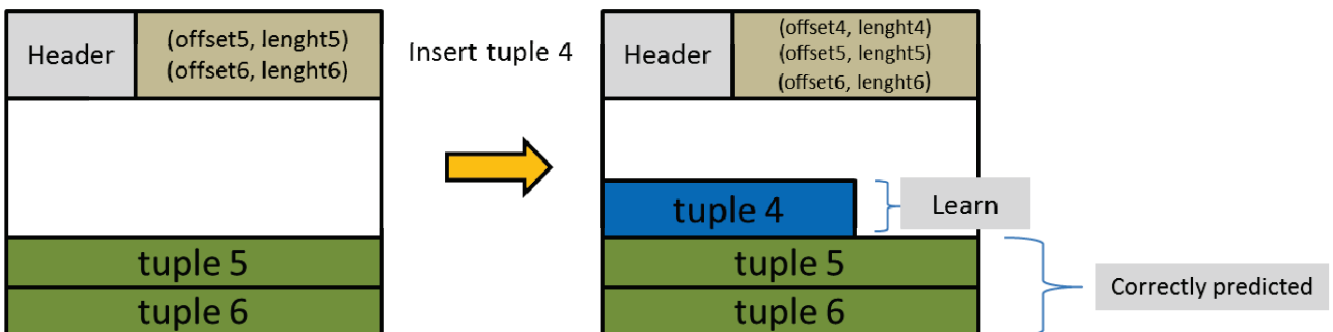 Header
(offset5, lenght5)
(offset6, lenght6)
tuple 5
tuple 6
Insert tuple 4
Header
(offset4, lenght4)
(offset5, lenght5)
(offset6, lenght6)
tuple 4
Learn
tuple 5
tuple 6
Correctly predicted